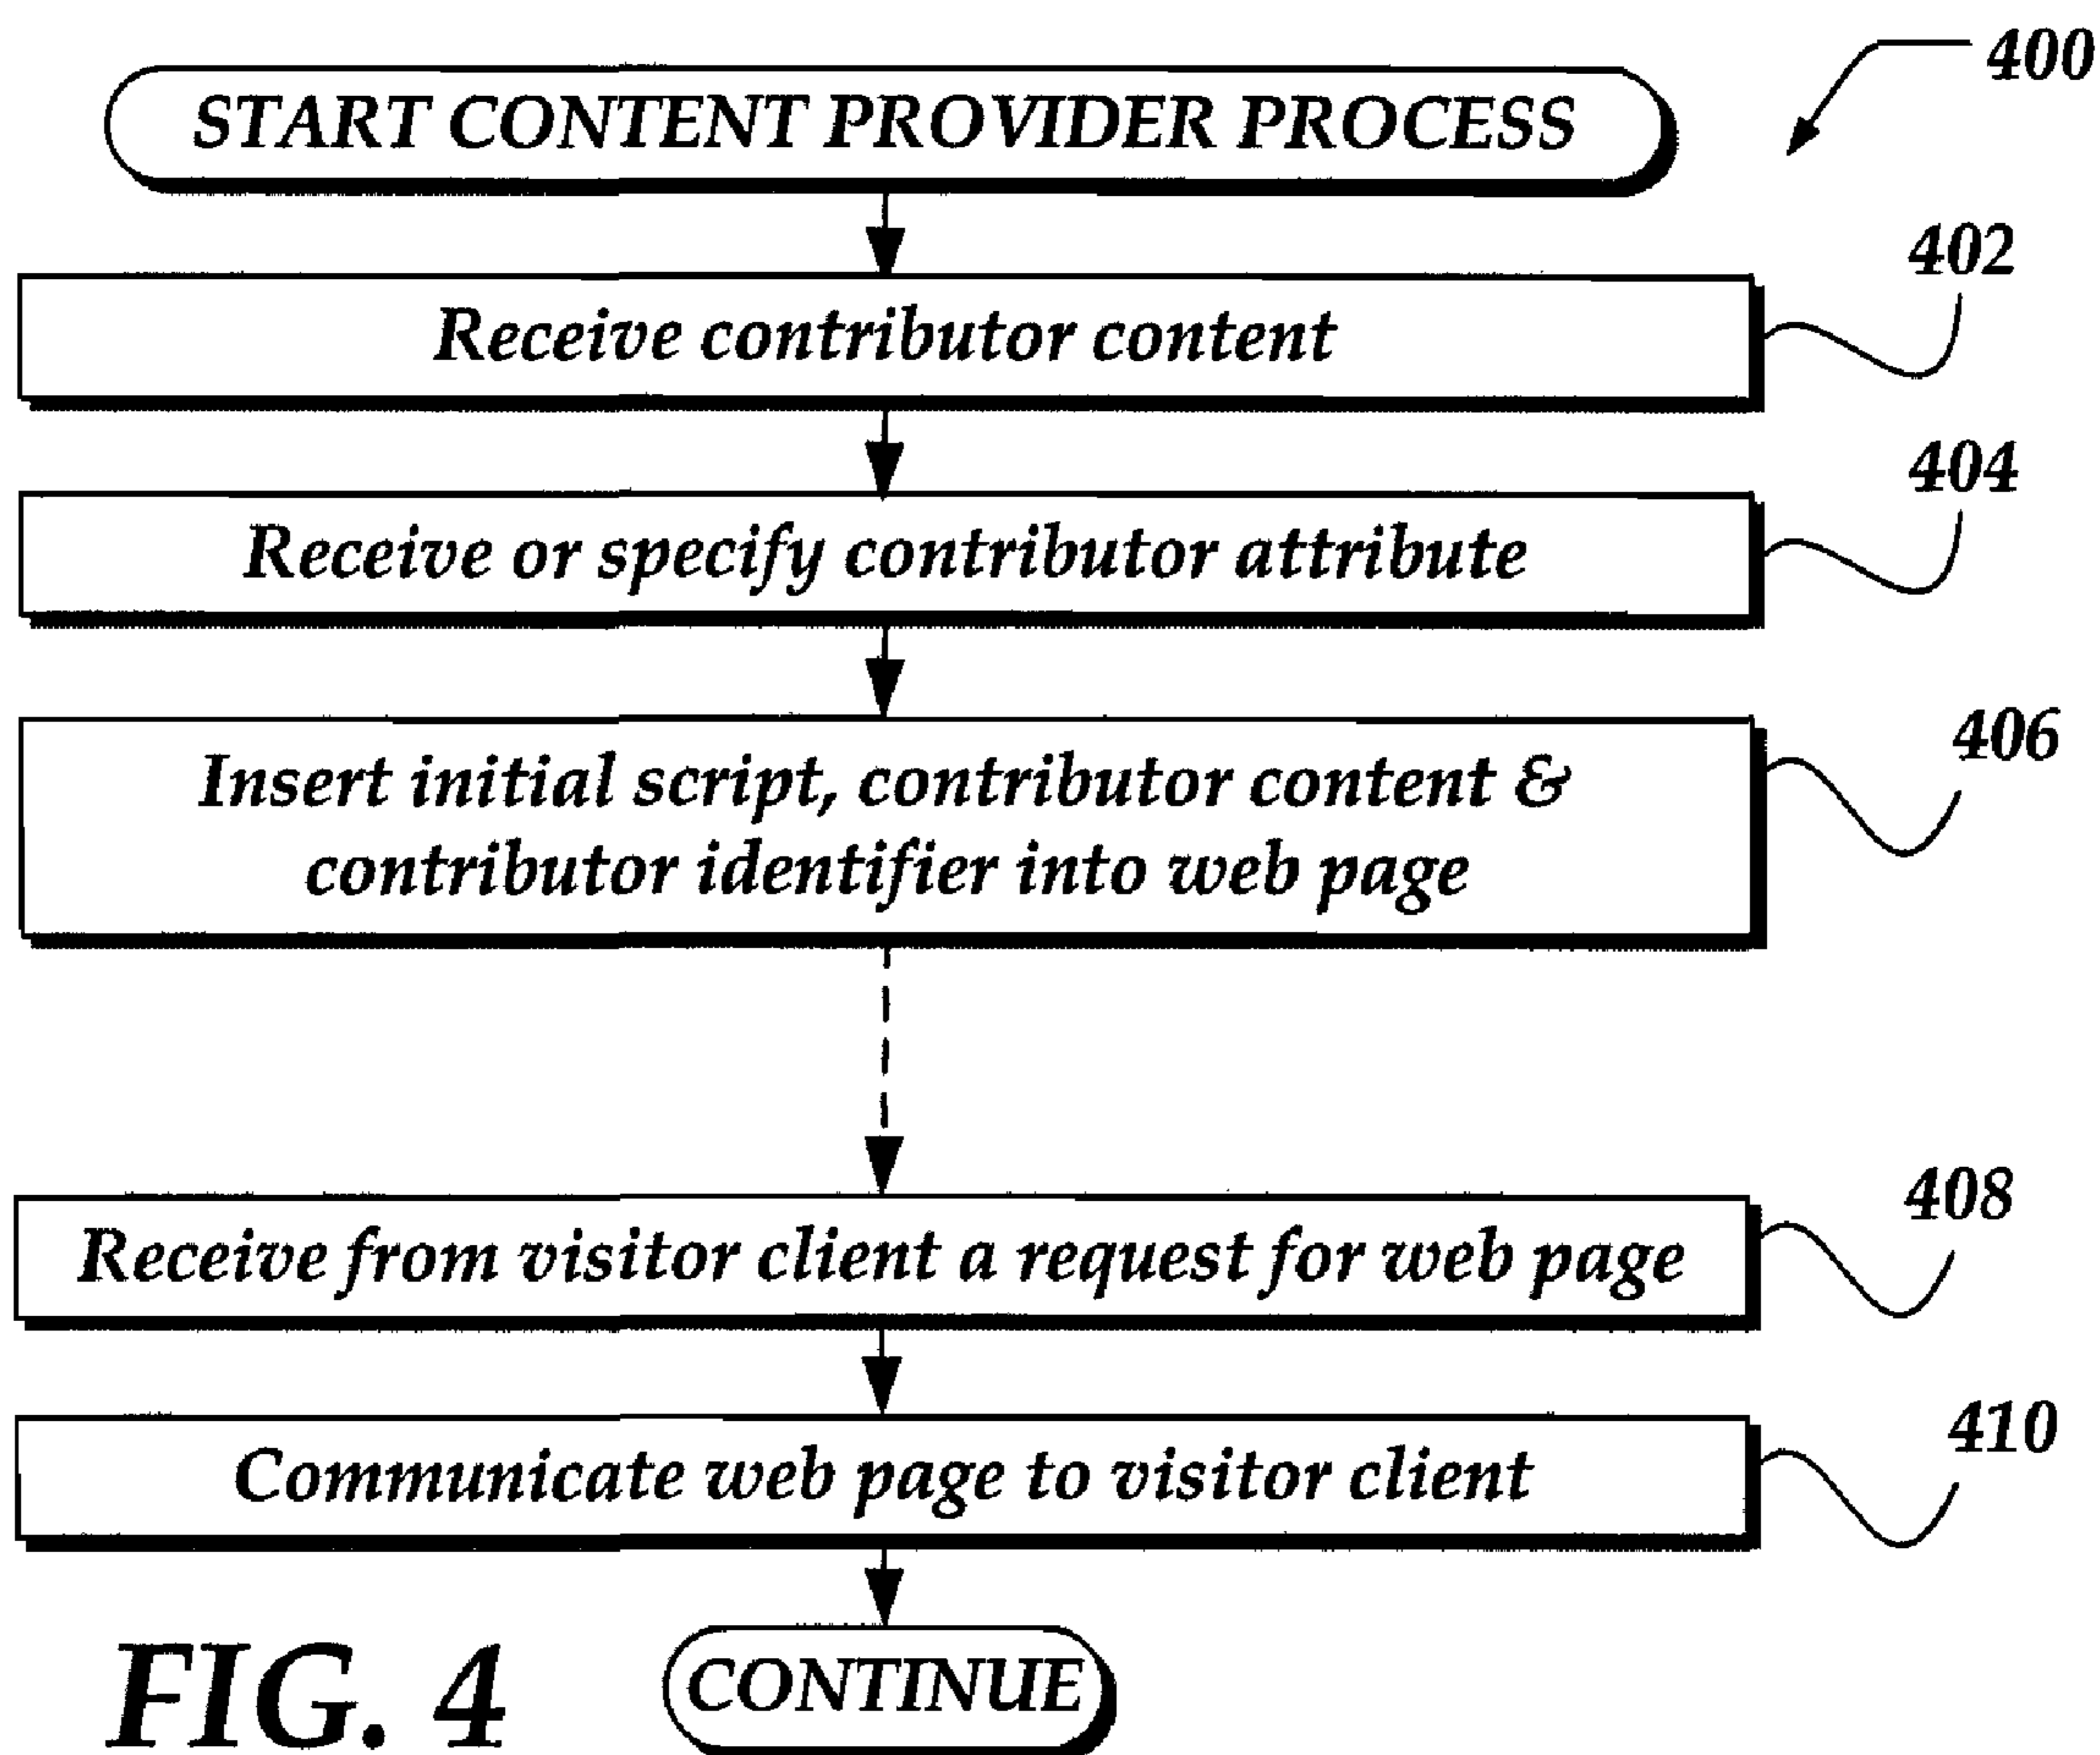 400
START CONTENT PROVIDER PROCESS
402
Receive contributor content
404
Receive or specify contributor attribute
406
Insert initial script, contributor content &
contributor identifier into web page
408
Receive from visitor client a request for web page
410
Communicate web page to visitor client
CONTINUE
FIG. 4